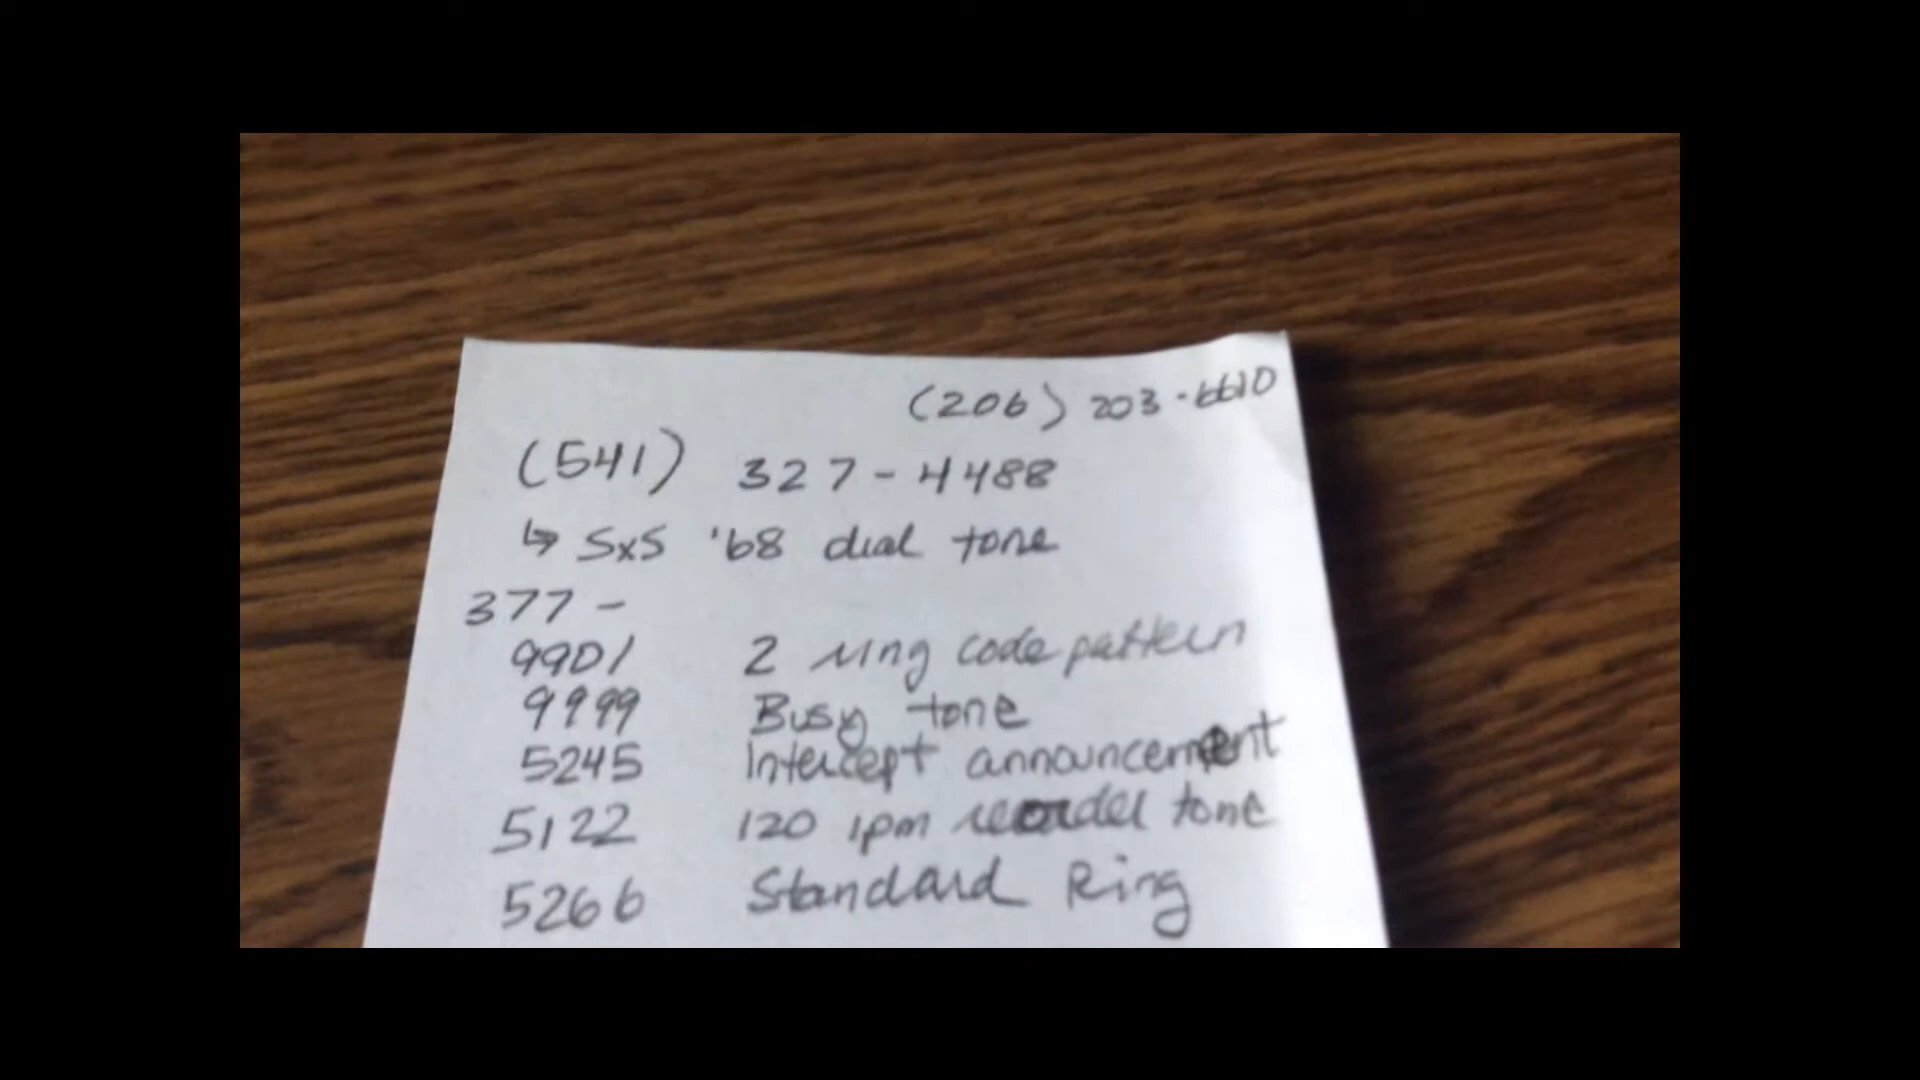 (206) 203-6610
(541) 327-4488
↳ SxS '68 dial tone
377-
9901 2 ring code pattern
9999 Busy tone
5245 Intercept announcement
5122 120 ipm reorder tone
5266 Standard Ring